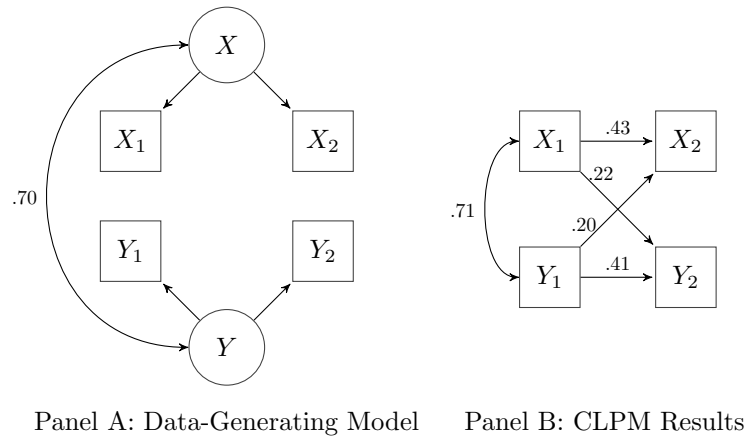 X
X₁
X₂
.70
Y₁
Y₂
Y
Panel A: Data-Generating Model
X₁
.43
X₂
.22
.71
.20
Y₁
.41
Y₂
Panel B: CLPM Results